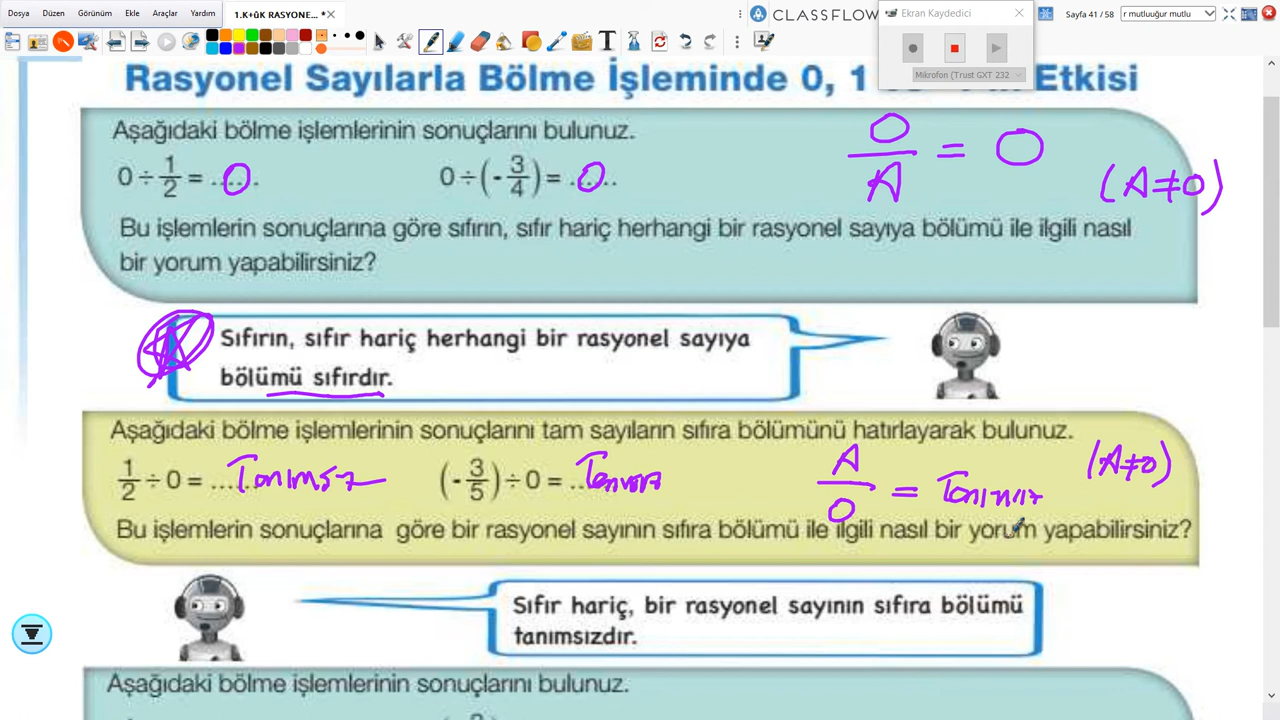 Dosya Düzen Görünüm Ekle Araçlar Yardım 1.K+ûK RASYONE... *
CLASSFLOW
Ekran Kaydedici
Sayfa 41 / 58
r mutluuğur mutlu
Mikrofon (Trust GXT 232
Rasyonel Sayılarla Bölme İşleminde 0, 1 Etkisi
Aşağıdaki bölme işlemlerinin sonuçlarını bulunuz.
0 ÷ 1/2 = ..0... 0 ÷ (- 3/4) = ..0... 0/A = 0 (A≠0)
Bu işlemlerin sonuçlarına göre sıfırın, sıfır hariç herhangi bir rasyonel sayıya bölümü ile ilgili nasıl
bir yorum yapabilirsiniz?
Sıfırın, sıfır hariç herhangi bir rasyonel sayıya
bölümü sıfırdır.
Aşağıdaki bölme işlemlerinin sonuçlarını tam sayıların sıfıra bölümünü hatırlayarak bulunuz.
1/2 ÷ 0 = .... Tanımsız (- 3/5) ÷ 0 = .. Tanımsız A/0 = Tanımsız (A≠0)
Bu işlemlerin sonuçlarına göre bir rasyonel sayının sıfıra bölümü ile ilgili nasıl bir yorum yapabilirsiniz?
Sıfır hariç, bir rasyonel sayının sıfıra bölümü
tanımsızdır.
Aşağıdaki bölme işlemlerinin sonuçlarını bulunuz.